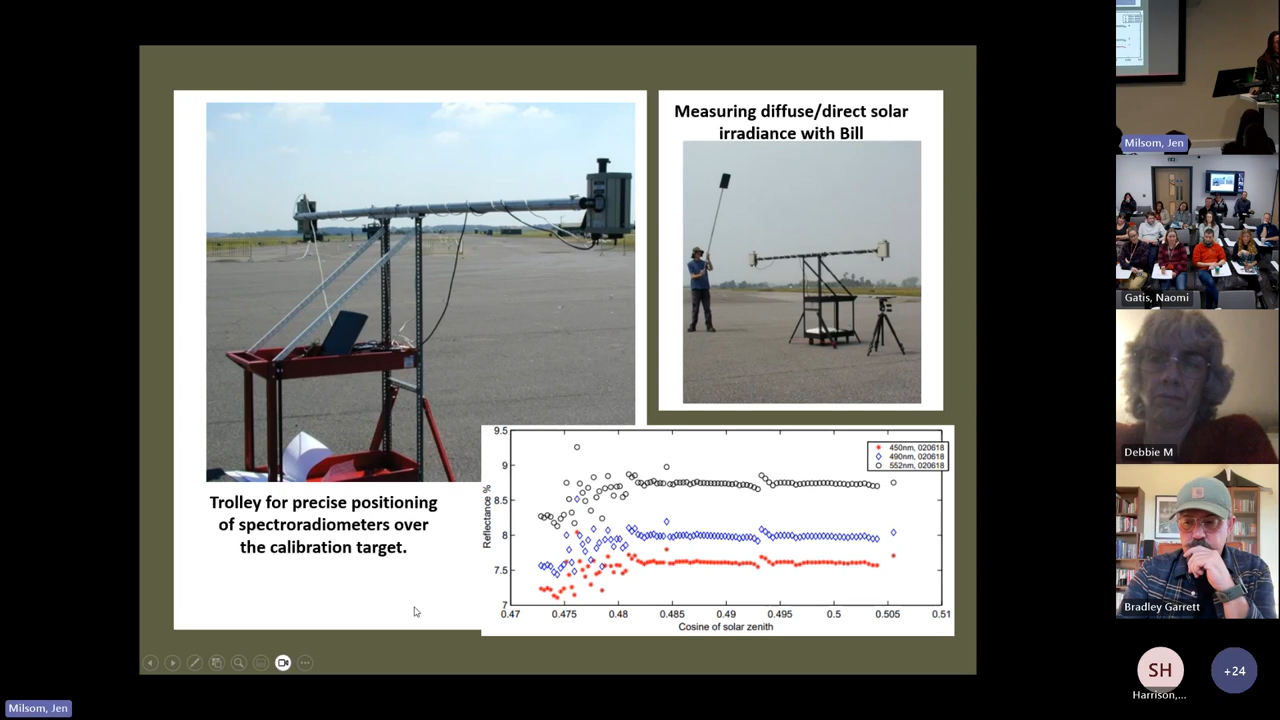 Measuring diffuse/direct solar
irradiance with Bill
Trolley for precise positioning
of spectroradiometers over
the calibration target.
9.5
9
8.5
8
7.5
7
Reflectance %
450nm, 020618
490nm, 020618
552nm, 020618
0.47 0.475 0.48 0.485 0.49 0.495 0.5 0.505 0.51
Cosine of solar zenith
Milsom, Jen
Gatis, Naomi
Debbie M
Bradley Garrett
SH
Harrison,...
+24
Milsom, Jen